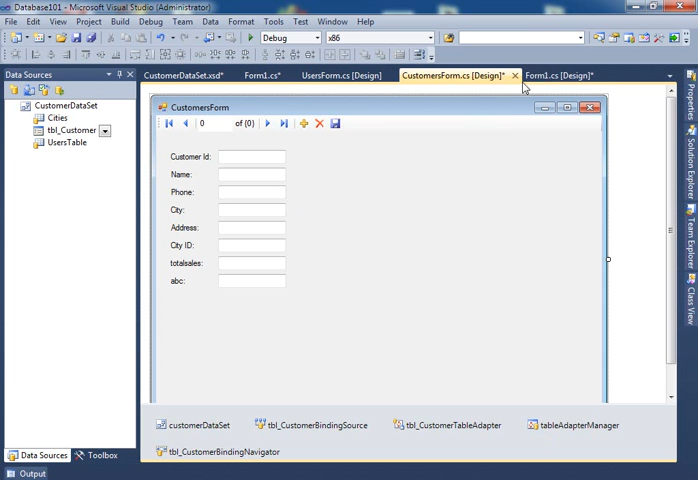 Database101 - Microsoft Visual Studio (Administrator)
File Edit View Project Build Debug Team Data Format Tools Test Window Help
Debug x86
Data Sources
CustomerDataSet
Cities
tbl_Customer
UsersTable
CustomerDataSet.xsd* Form1.cs* UsersForm.cs [Design] CustomersForm.cs [Design]* Form1.cs [Design]*
CustomersForm
0 of {0}
Customer Id:
Name:
Phone:
City:
Address:
City ID:
totalsales:
abc:
customerDataSet tbl_CustomerBindingSource tbl_CustomerTableAdapter tableAdapterManager
tbl_CustomerBindingNavigator
Properties
Solution Explorer
Team Explorer
Class View
Data Sources Toolbox
Output